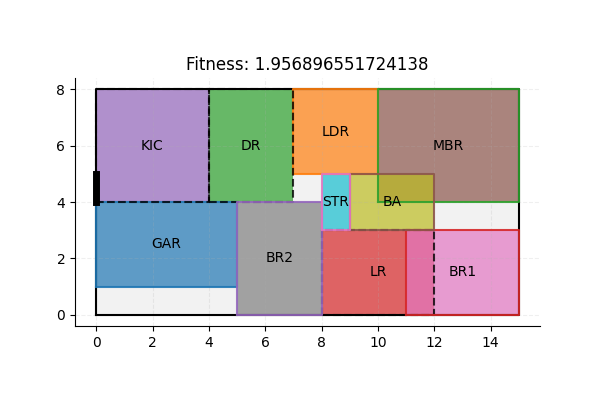 Fitness: 1.956896551724138
8
6
4
2
0
KIC
DR
LDR
MBR
STR
BA
GAR
BR2
LR
BR1
0 2 4 6 8 10 12 14